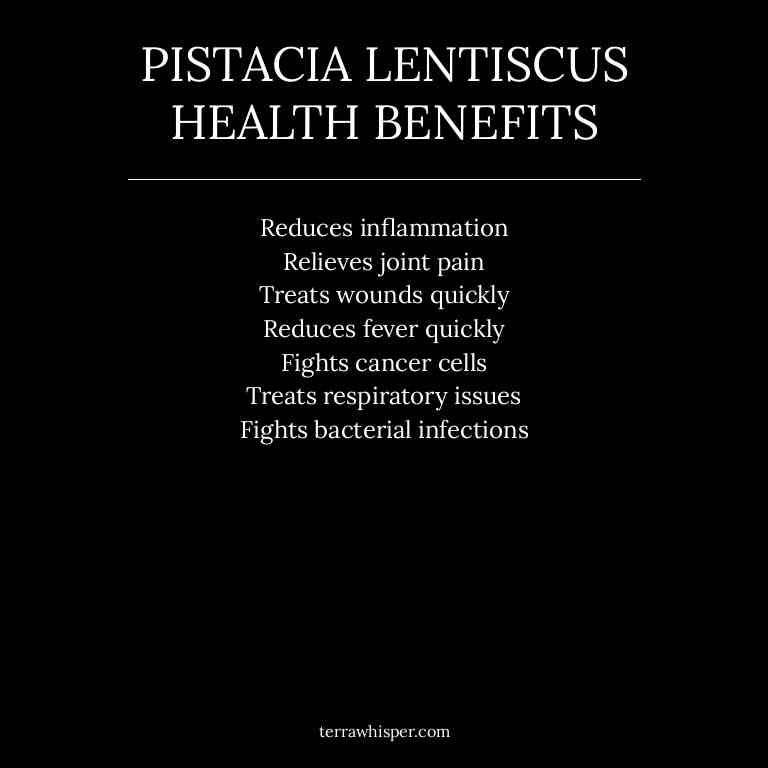 PISTACIA LENTISCUS
HEALTH BENEFITS
Reduces inflammation
Relieves joint pain
Treats wounds quickly
Reduces fever quickly
Fights cancer cells
Treats respiratory issues
Fights bacterial infections
terrawhisper.com